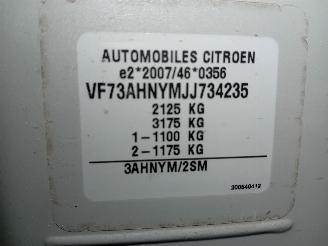 AUTOMOBILES CITROEN
e2*2007/46*0356
VF73AHNYMJJ734235
2125 KG
3175 KG
1-1100 KG
2-1175 KG
3AHNYM/2SM
300840412